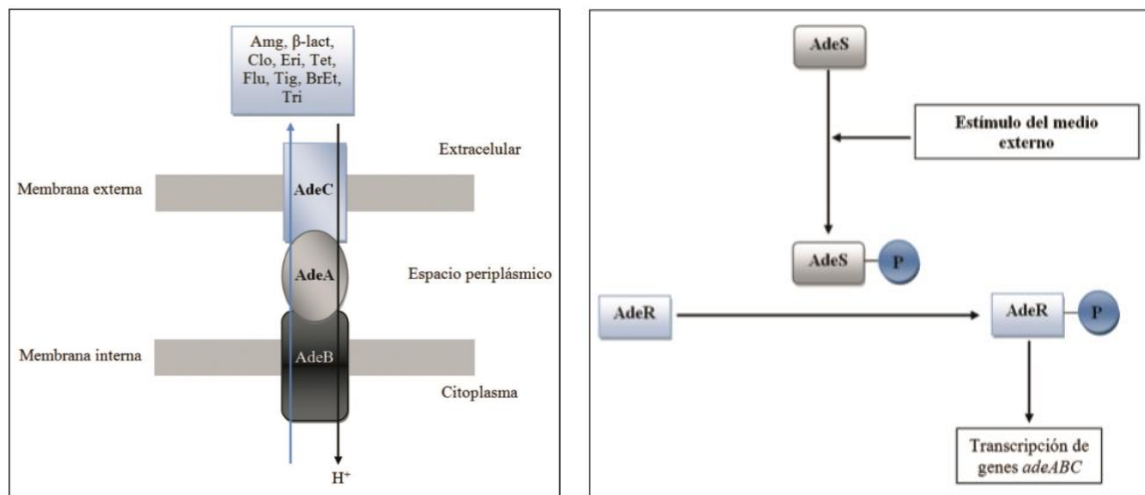 Amg, β-lact,
Clo, Eri, Tet,
Flu, Tig, BrEt,
Tri
Extracelular
Membrana externa
AdeC
AdeA
Espacio periplásmico
Membrana interna
AdeB
Citoplasma
H⁺
AdeS
Estímulo del medio
externo
AdeS
P
AdeR
AdeR
P
Transcripción de
genes adeABC